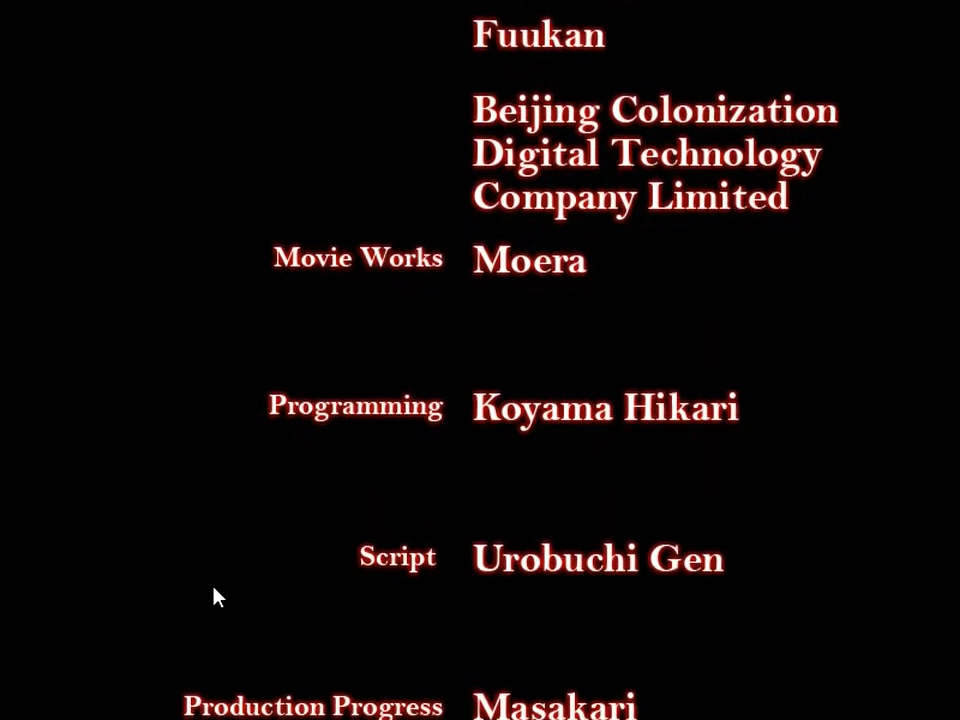 Fuukan
Beijing Colonization
Digital Technology
Company Limited
Movie Works Moera
Programming Koyama Hikari
Script Urobuchi Gen
Production Progress Masakari